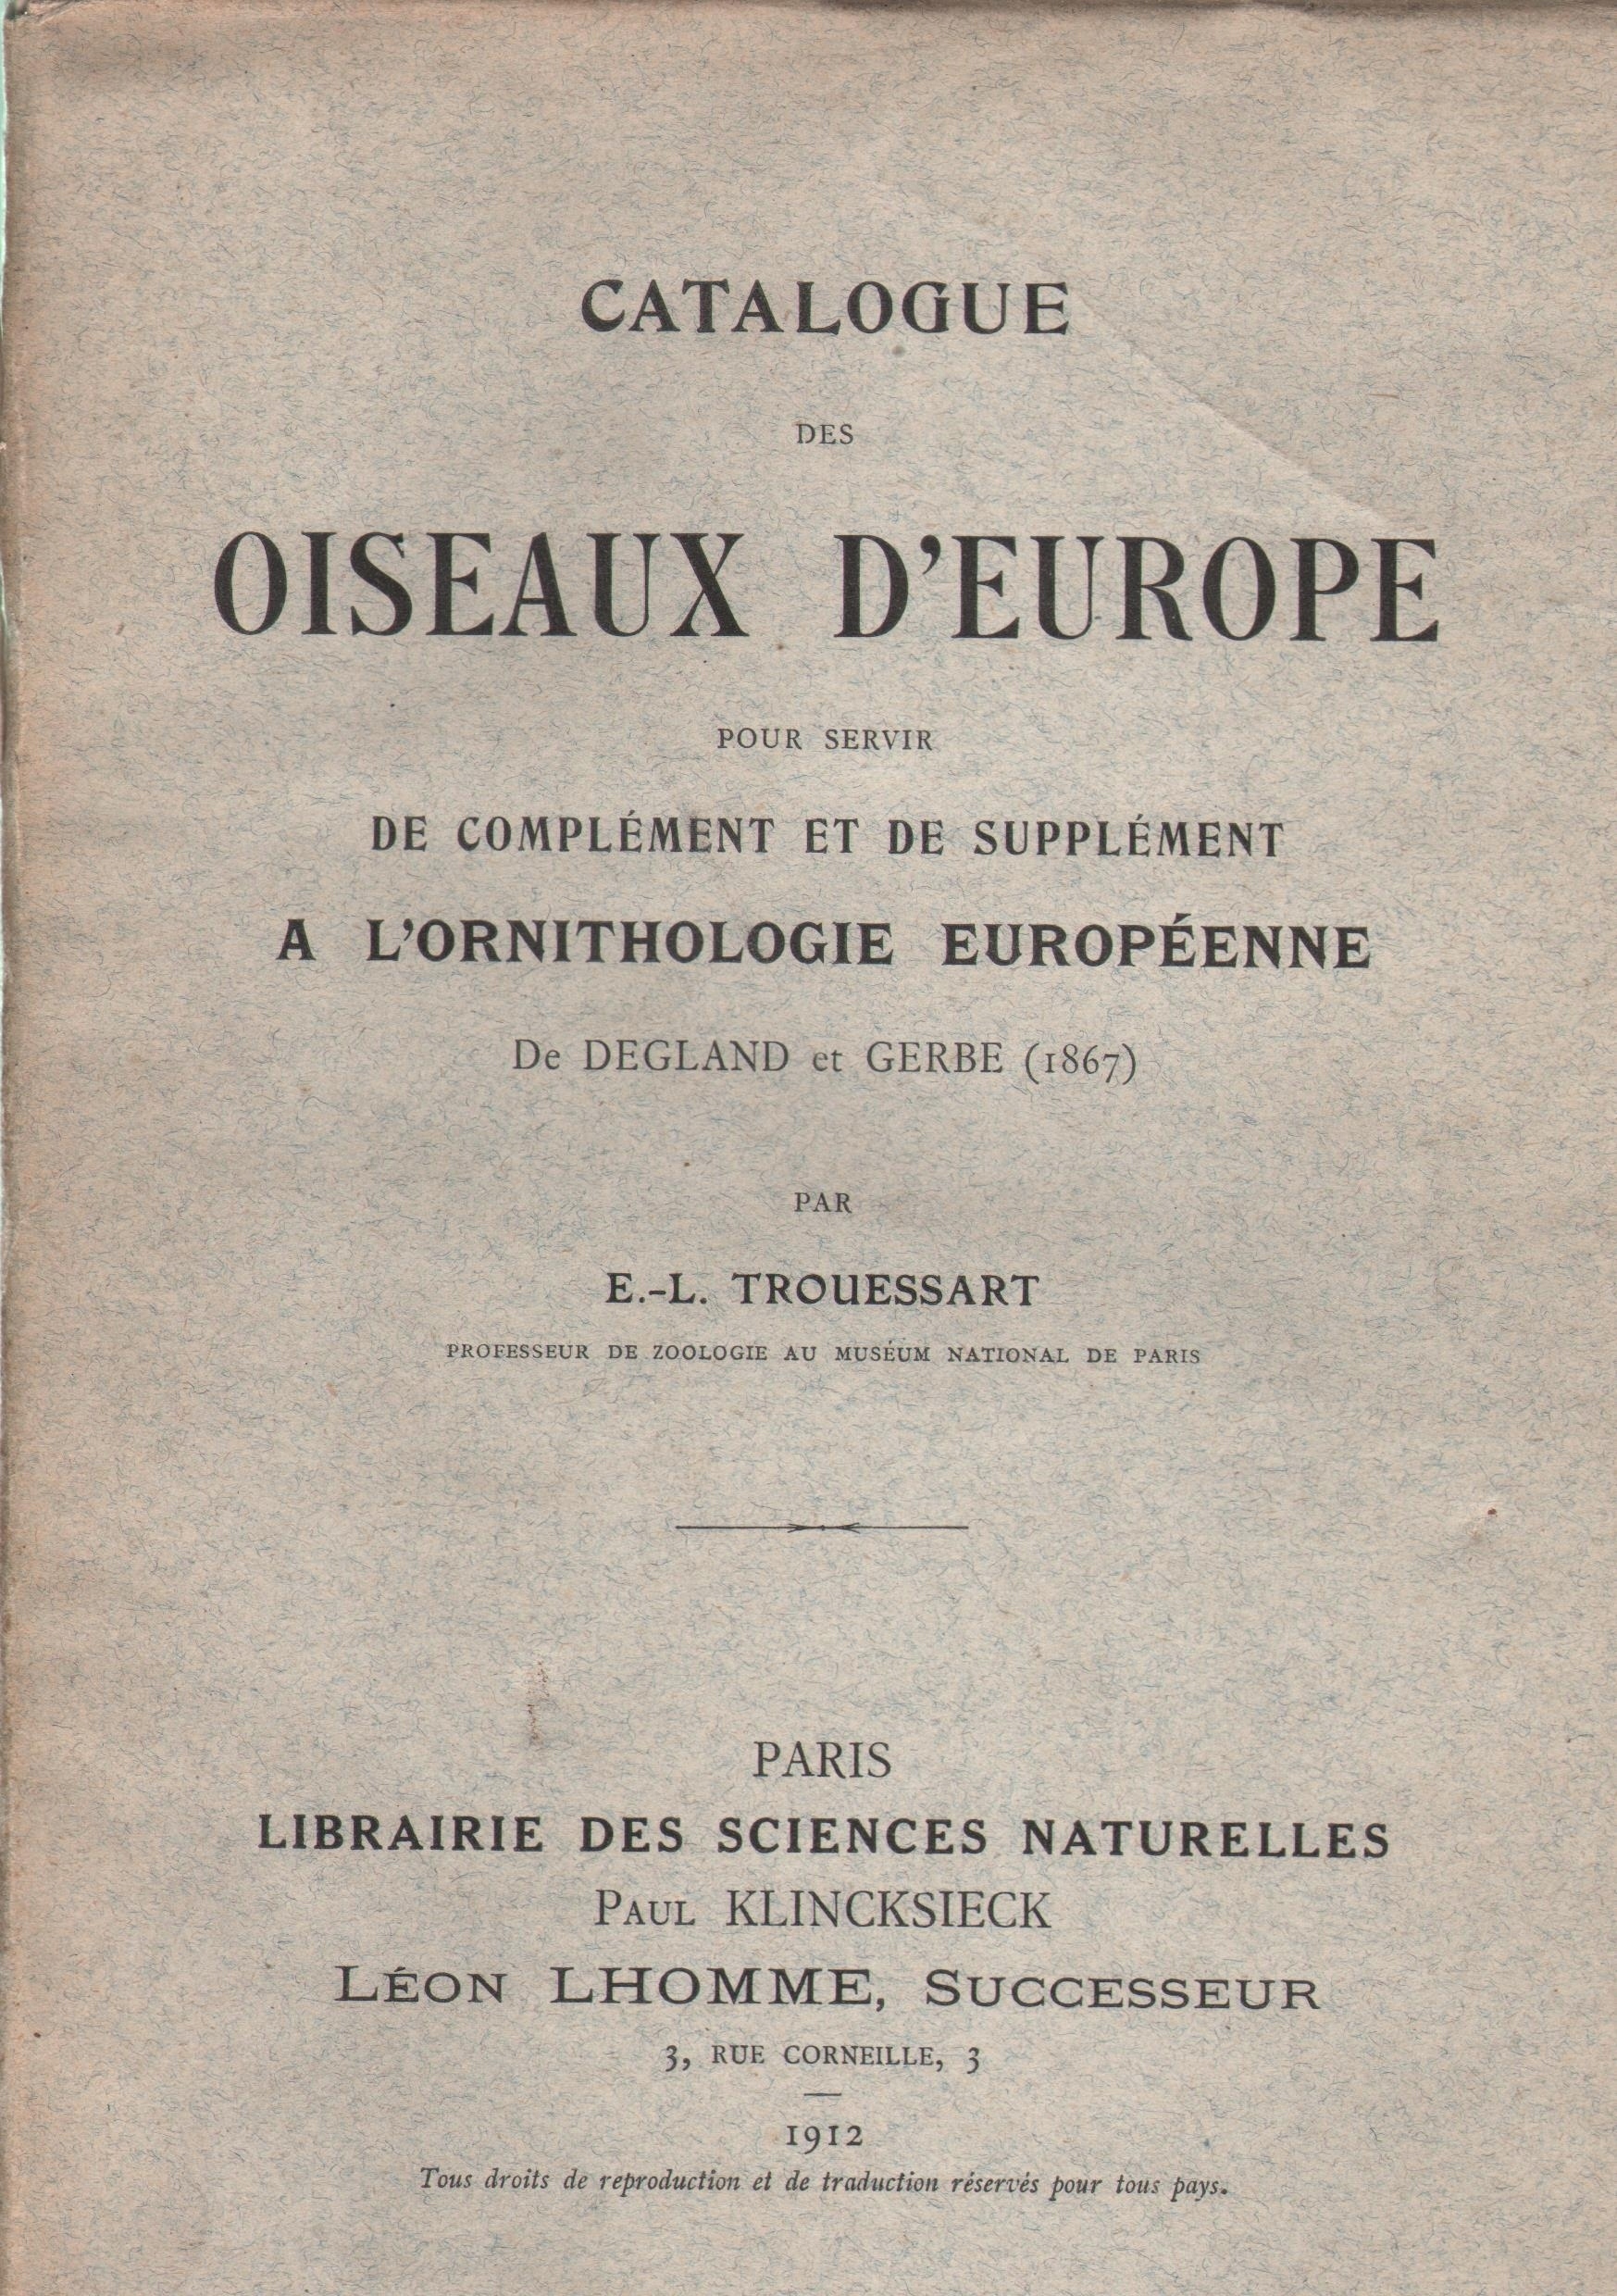 CATALOGUE
DES
OISEAUX D'EUROPE
POUR SERVIR
DE COMPLÉMENT ET DE SUPPLÉMENT
A L'ORNITHOLOGIE EUROPÉENNE
De DEGLAND et GERBE (1867)
PAR
E.-L. TROUESSART
PROFESSEUR DE ZOOLOGIE AU MUSÉUM NATIONAL DE PARIS
PARIS
LIBRAIRIE DES SCIENCES NATURELLES
PAUL KLINCKSIECK
LÉON LHOMME, SUCCESSEUR
3, RUE CORNEILLE, 3
1912
Tous droits de reproduction et de traduction réservés pour tous pays.